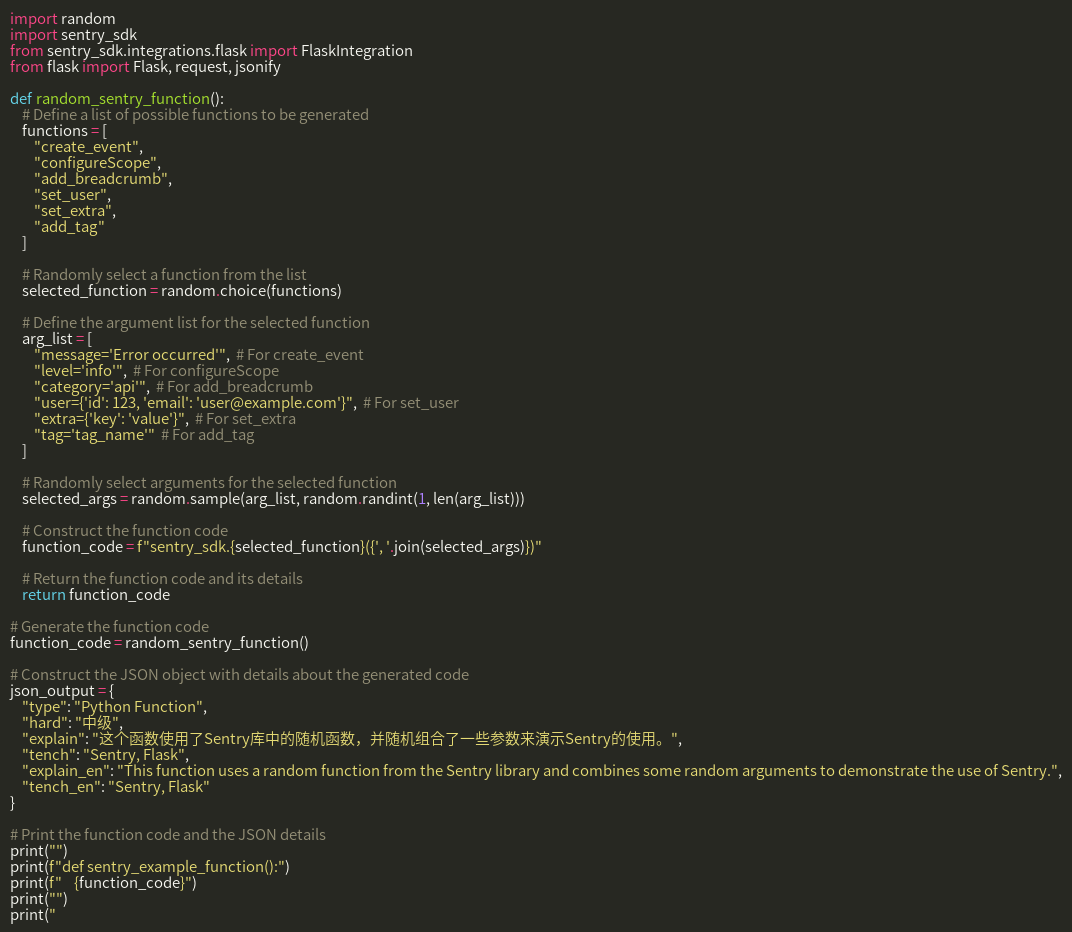 import random
import sentry_sdk
from sentry_sdk.integrations.flask import FlaskIntegration
from flask import Flask, request, jsonify

def random_sentry_function():
    # Define a list of possible functions to be generated
    functions = [
        "create_event",
        "configureScope",
        "add_breadcrumb",
        "set_user",
        "set_extra",
        "add_tag"
    ]

    # Randomly select a function from the list
    selected_function = random.choice(functions)

    # Define the argument list for the selected function
    arg_list = [
        "message='Error occurred'",  # For create_event
        "level='info'",  # For configureScope
        "category='api'",  # For add_breadcrumb
        "user={'id': 123, 'email': 'user@example.com'}",  # For set_user
        "extra={'key': 'value'}",  # For set_extra
        "tag='tag_name'"  # For add_tag
    ]

    # Randomly select arguments for the selected function
    selected_args = random.sample(arg_list, random.randint(1, len(arg_list)))

    # Construct the function code
    function_code = f"sentry_sdk.{selected_function}({', '.join(selected_args)})"

    # Return the function code and its details
    return function_code

# Generate the function code
function_code = random_sentry_function()

# Construct the JSON object with details about the generated code
json_output = {
    "type": "Python Function",
    "hard": "中级",
    "explain": "这个函数使用了Sentry库中的随机函数，并随机组合了一些参数来演示Sentry的使用。",
    "tench": "Sentry, Flask",
    "explain_en": "This function uses a random function from the Sentry library and combines some random arguments to demonstrate the use of Sentry.",
    "tench_en": "Sentry, Flask"
}

# Print the function code and the JSON details
print("")
print(f"def sentry_example_function():")
print(f"    {function_code}")
print("")
print("